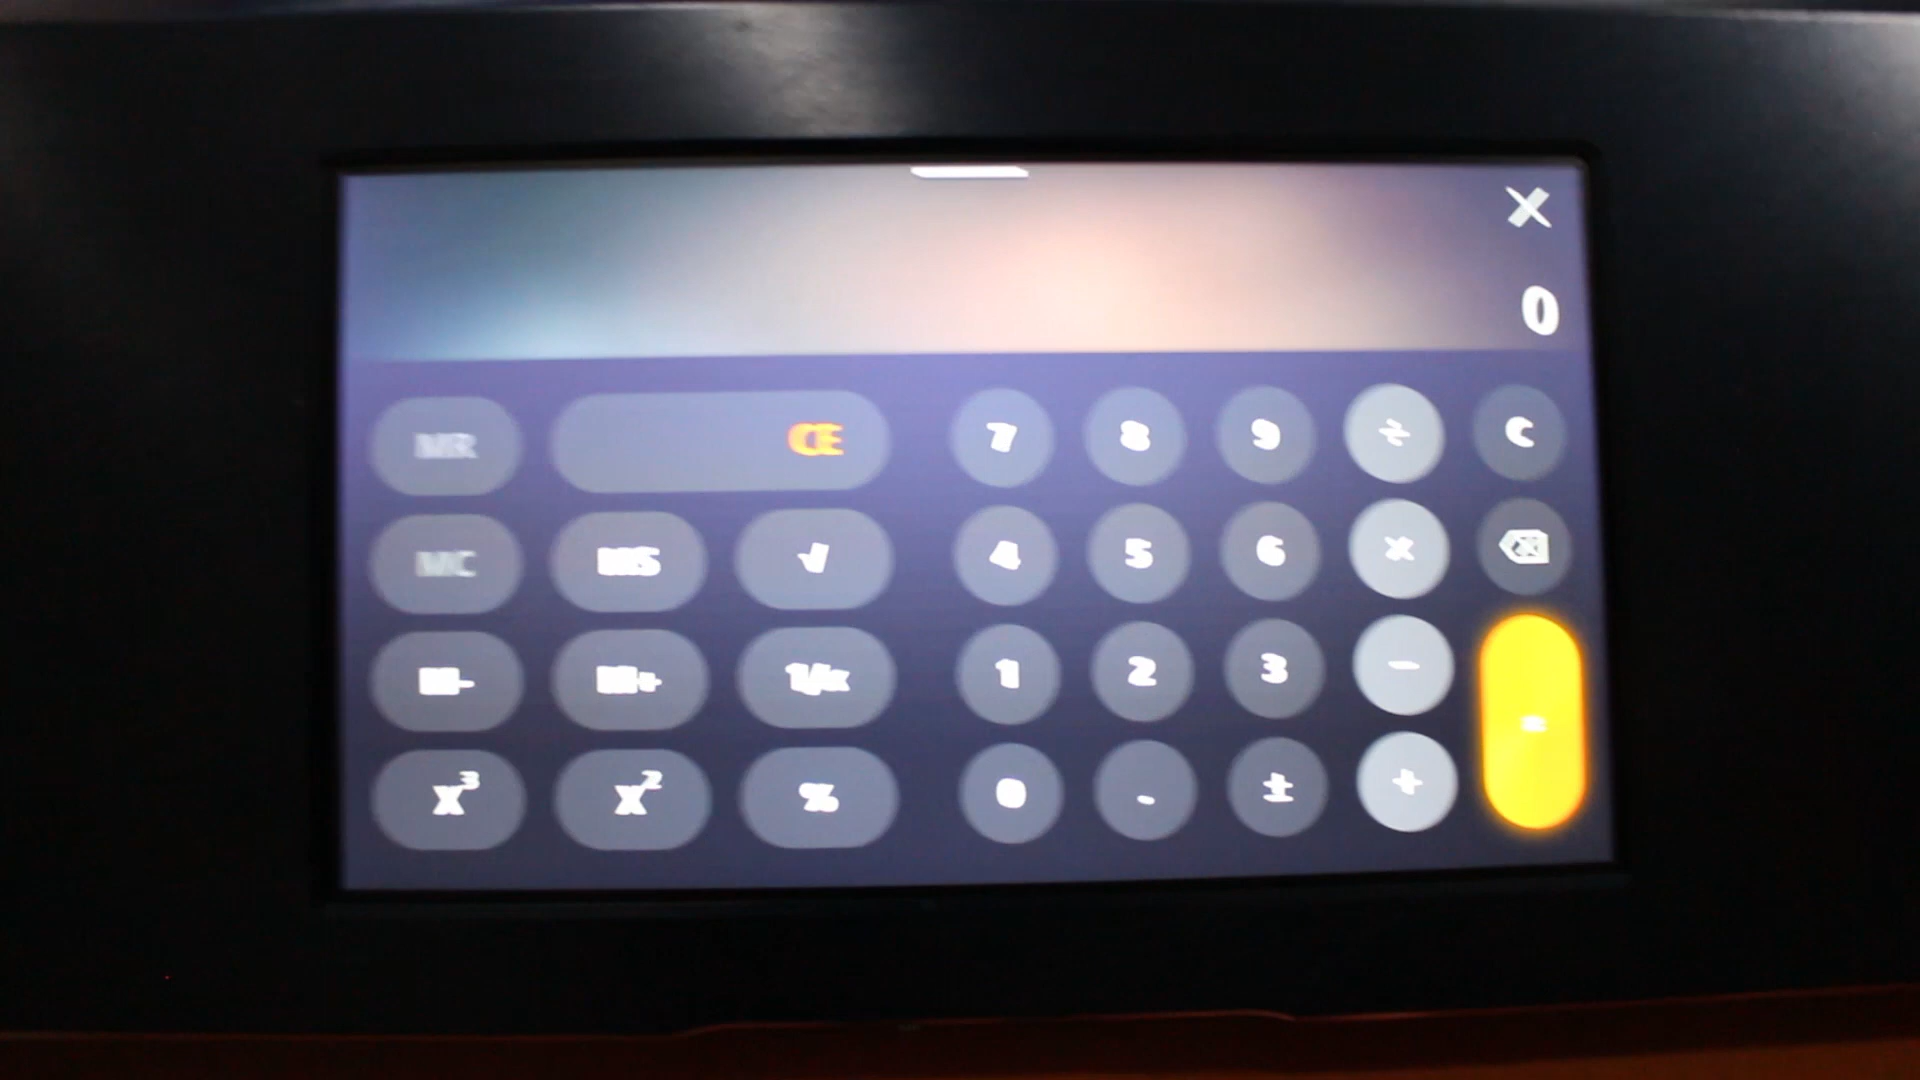 0
MR CE 7 8 9 ÷ C
MC MS √ 4 5 6 ×
M- M+ 1/x 1 2 3 − =
x³ x² % 0 . ± +